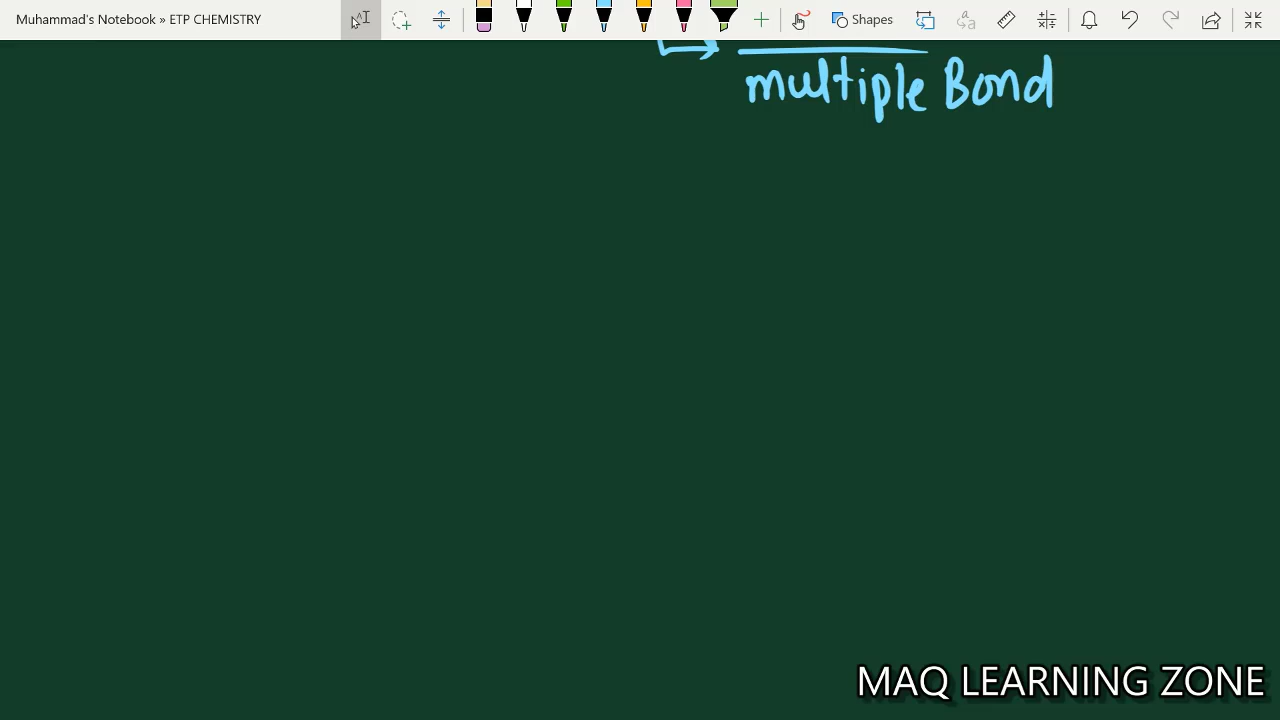 Muhammad's Notebook » ETP CHEMISTRY
Shapes
multiple Bond
MAQ LEARNING ZONE